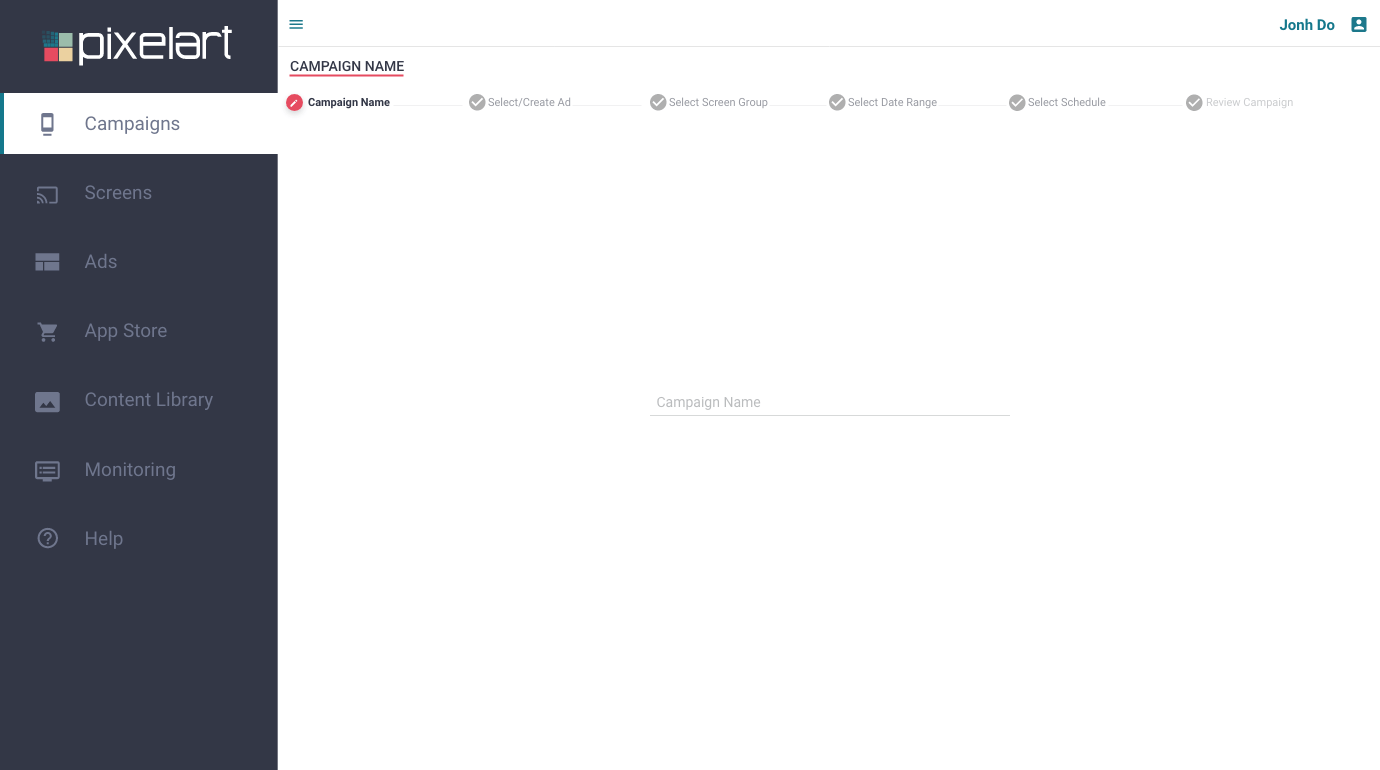 pixelart
Jonh Do
CAMPAIGN NAME
Campaign Name
Select/Create Ad
Select Screen Group
Select Date Range
Select Schedule
Review Campaign
Campaigns
Screens
Ads
App Store
Content Library
Monitoring
Help
Campaign Name